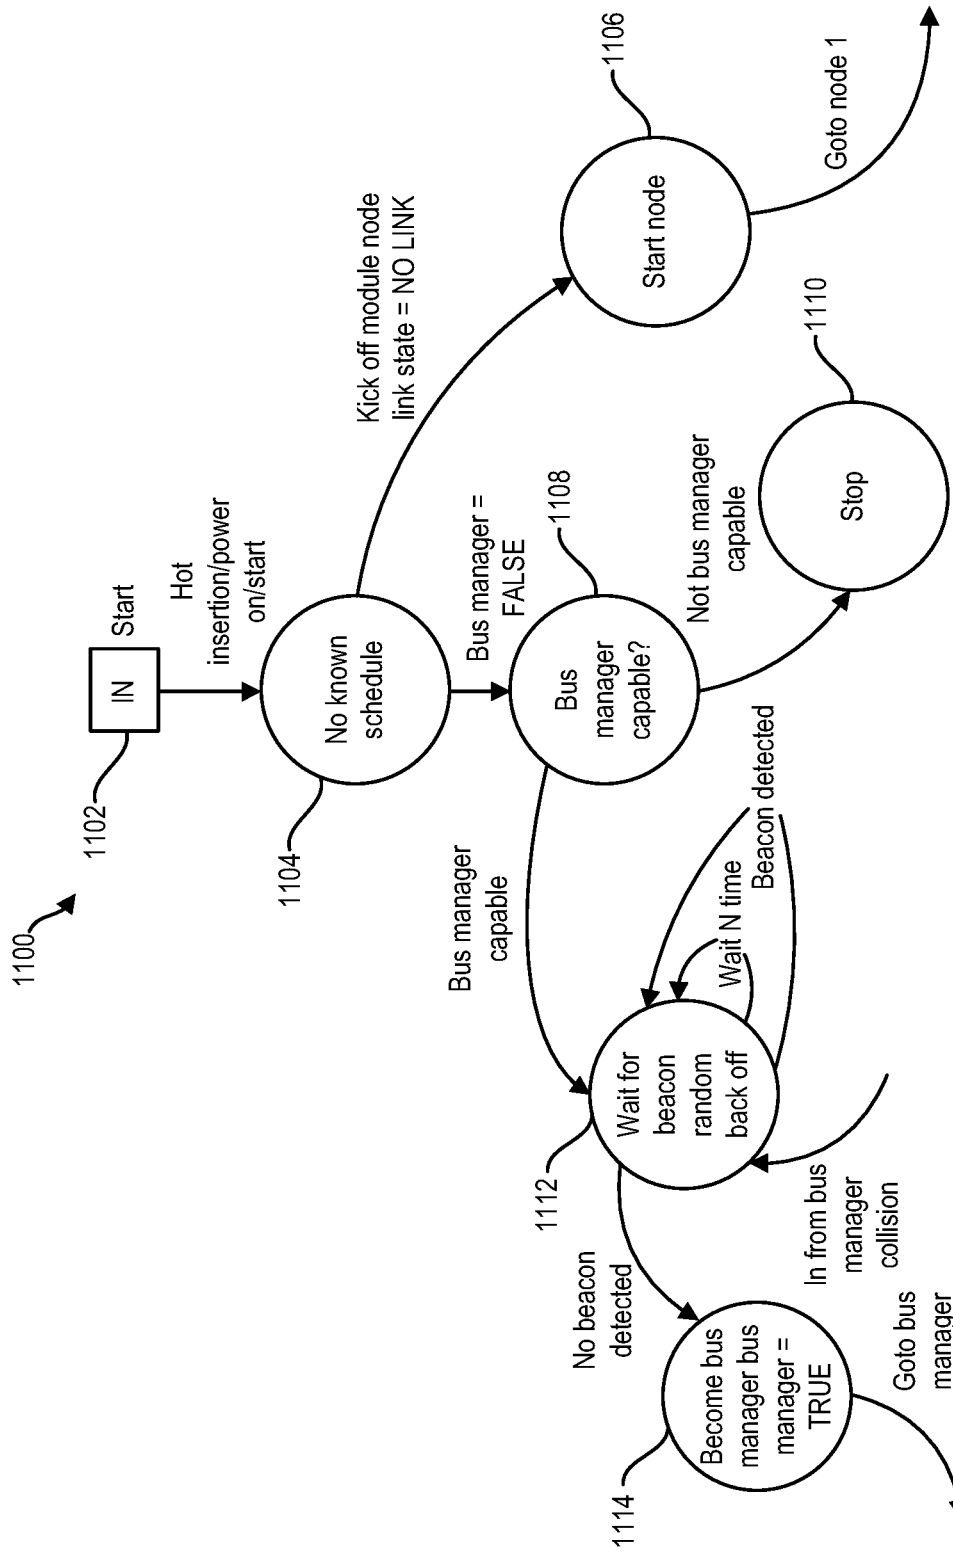 1100
1102
IN
Start
Hot
insertion/power
on/start
1104
No known
schedule
Kick off module node
link state = NO LINK
1106
Start node
Goto node 1
Bus manager =
FALSE
1108
Bus
manager
capable?
Bus manager
capable
Not bus manager
capable
1110
Stop
1112
Wait for
beacon
random
back off
Wait N time
Beacon detected
No beacon
detected
In from bus
manager
collision
1114
Become bus
manager bus
manager =
TRUE
Goto bus
manager